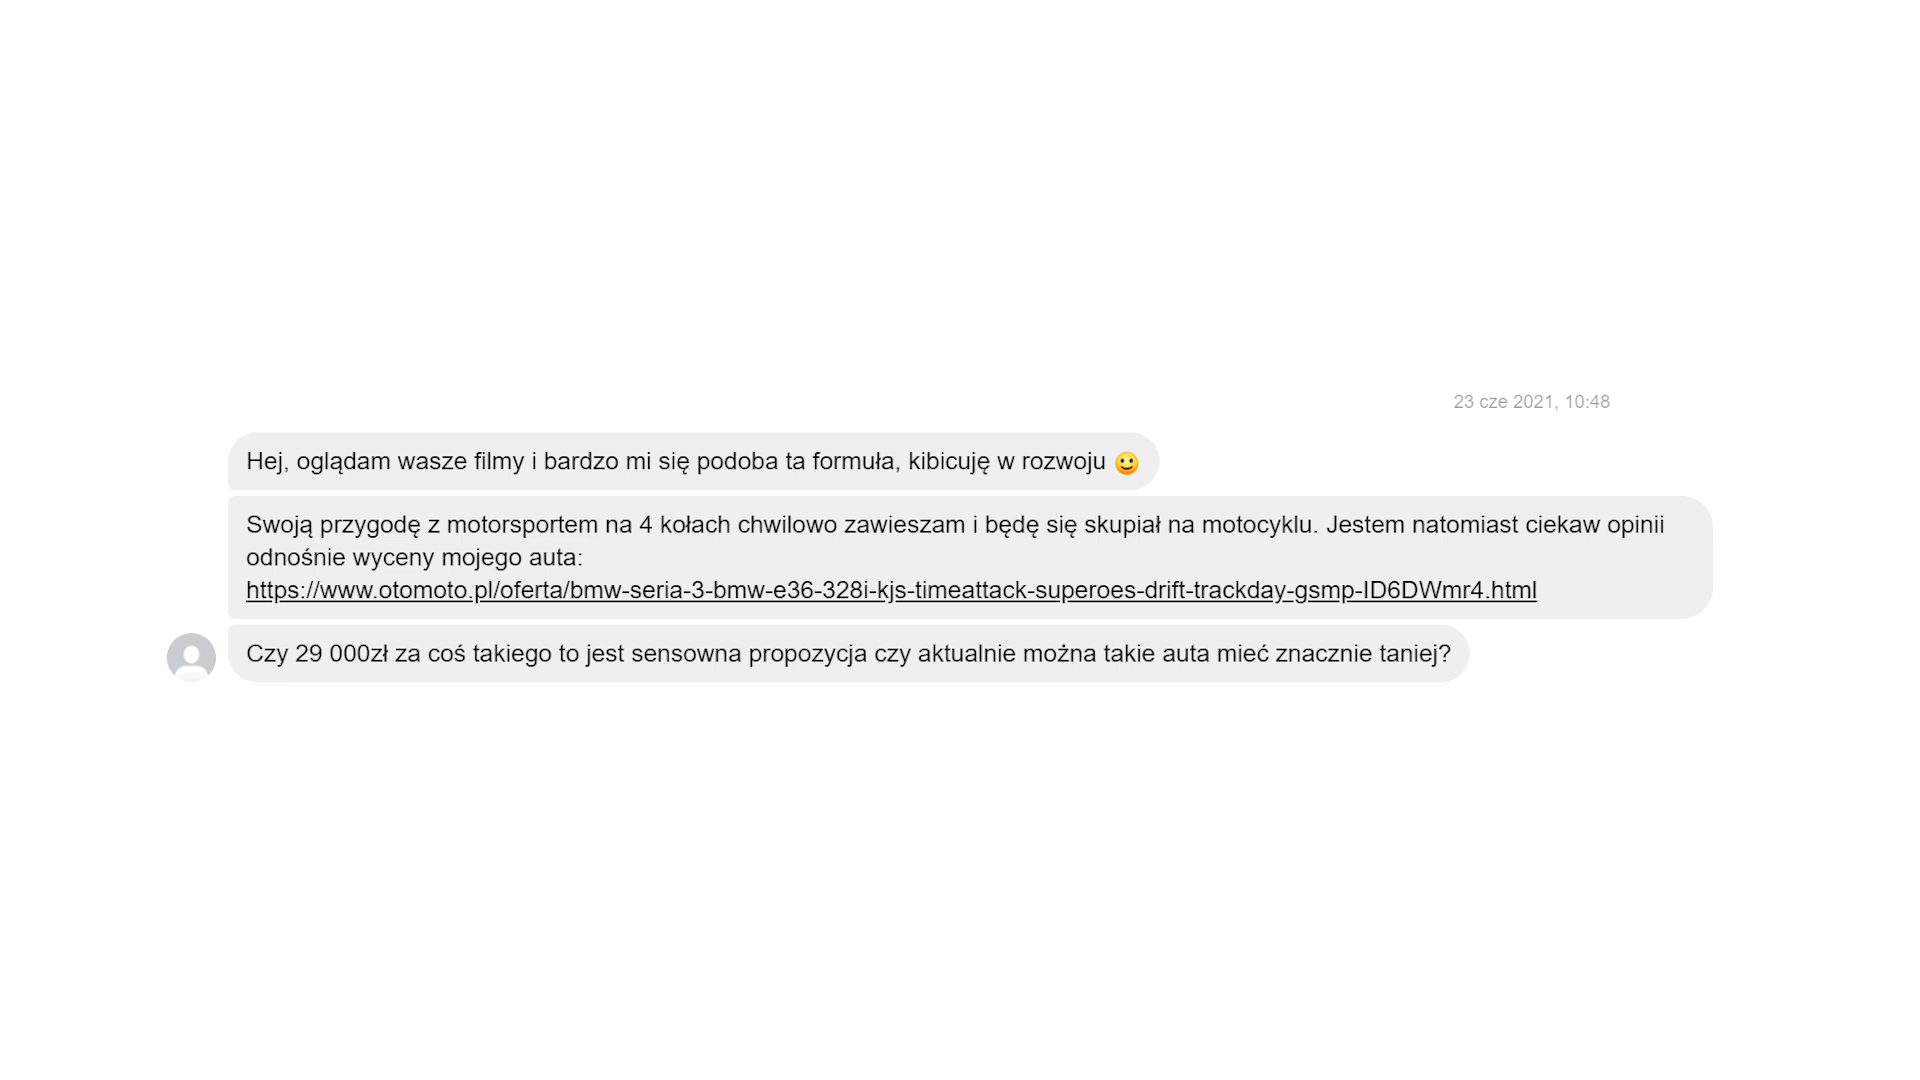 23 cze 2021, 10:48
Hej, oglądam wasze filmy i bardzo mi się podoba ta formuła, kibicuję w rozwoju 🙂
Swoją przygodę z motorsportem na 4 kołach chwilowo zawieszam i będę się skupiał na motocyklu. Jestem natomiast ciekaw opinii
odnośnie wyceny mojego auta:
https://www.otomoto.pl/oferta/bmw-seria-3-bmw-e36-328i-kjs-timeattack-superoes-drift-trackday-gsmp-ID6DWmr4.html
Czy 29 000zł za coś takiego to jest sensowna propozycja czy aktualnie można takie auta mieć znacznie taniej?